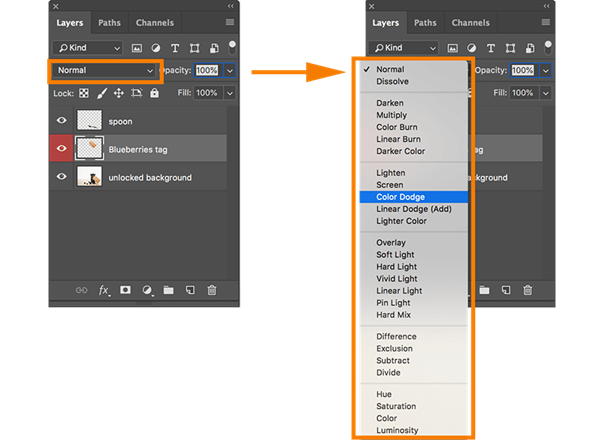 Layers Paths Channels
Kind
Normal Opacity: 100%
Lock: Fill: 100%
spoon
Blueberries tag
unlocked background
fx
Layers Paths Channels
Kind
Normal Opacity: 100%
Dissolve
Fill: 100%
Darken
Multiply
Color Burn
Linear Burn
Darker Color
Lighten
Screen
Color Dodge
Linear Dodge (Add)
Lighter Color
Overlay
Soft Light
Hard Light
Vivid Light
Linear Light
Pin Light
Hard Mix
Difference
Exclusion
Subtract
Divide
Hue
Saturation
Color
Luminosity